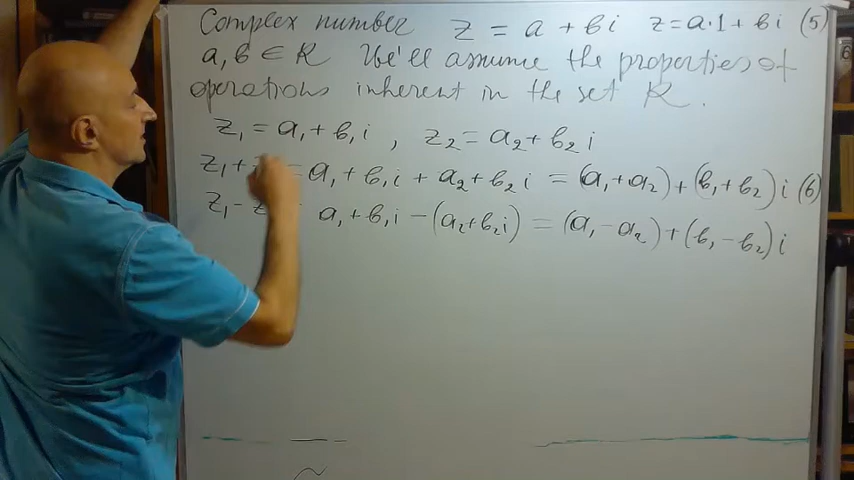 Complex number z = a + bi z = a·1 + bi (5)
a, b ∈ R We'll assume the properties of
operations inherent in the set R.
z₁ = a₁ + b₁i , z₂ = a₂ + b₂i
z₁ + = a₁ + b₁i + a₂ + b₂i = (a₁ + a₂) + (b₁ + b₂)i (6)
z₁ - z a₁ + b₁i - (a₂ + b₂i) = (a₁ - a₂) + (b₁ - b₂)i